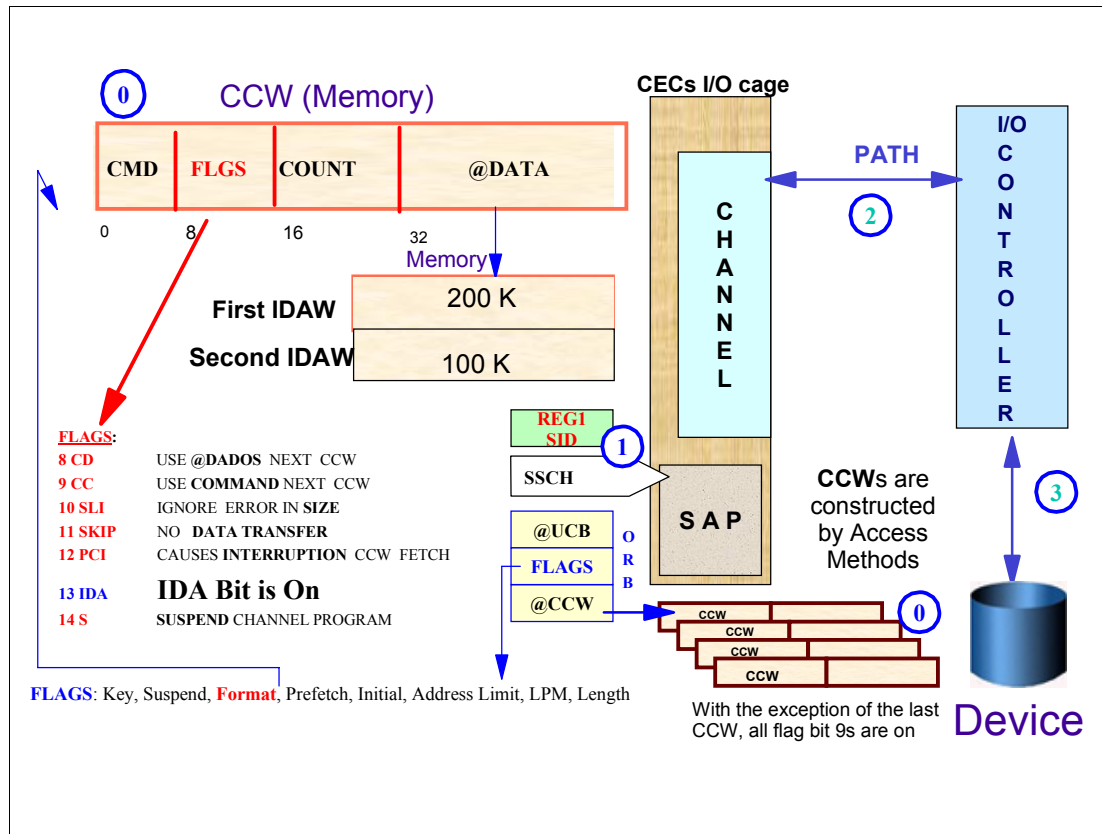 0
CCW (Memory)
CMD FLGS COUNT @DATA
0 8 16 32
Memory
First IDAW 200 K
Second IDAW 100 K
CECs I/O cage
CHANNEL
PATH
2
I/O CONTROLLER
3
REG1
SID
1
SSCH
SAP
@UCB
FLAGS
@CCW
ORB
FLAGS:
8 CD USE @DADOS NEXT CCW
9 CC USE COMMAND NEXT CCW
10 SLI IGNORE ERROR IN SIZE
11 SKIP NO DATA TRANSFER
12 PCI CAUSES INTERRUPTION CCW FETCH
13 IDA IDA Bit is On
14 S SUSPEND CHANNEL PROGRAM
CCWs are
constructed
by Access
Methods
0
CCW
CCW
CCW
CCW
FLAGS: Key, Suspend, Format, Prefetch, Initial, Address Limit, LPM, Length
With the exception of the last
CCW, all flag bit 9s are on
Device